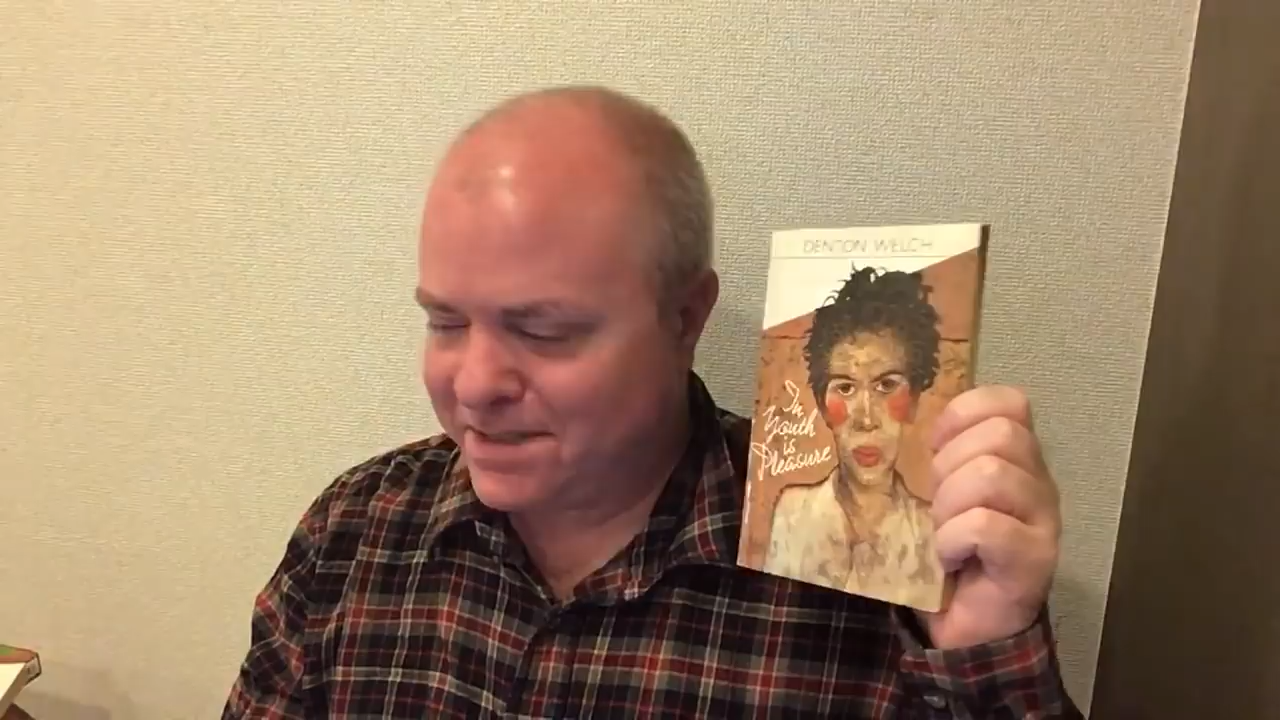 DENTON WELCH
In
Youth
is
Pleasure